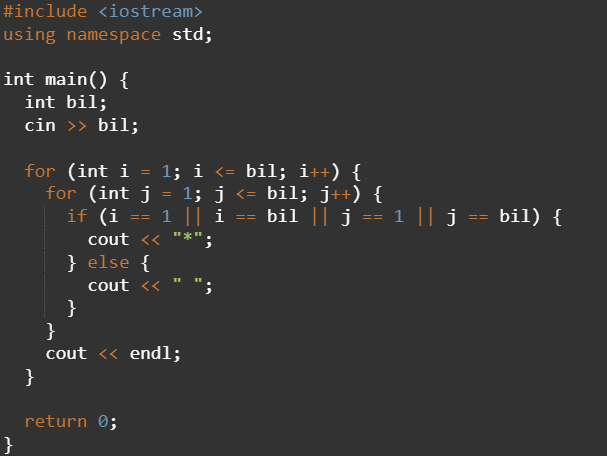 #include <iostream>
using namespace std;

int main() {
  int bil;
  cin >> bil;

  for (int i = 1; i <= bil; i++) {
    for (int j = 1; j <= bil; j++) {
      if (i == 1 || i == bil || j == 1 || j == bil) {
        cout << "*";
      } else {
        cout << " ";
      }
    }
    cout << endl;
  }

  return 0;
}